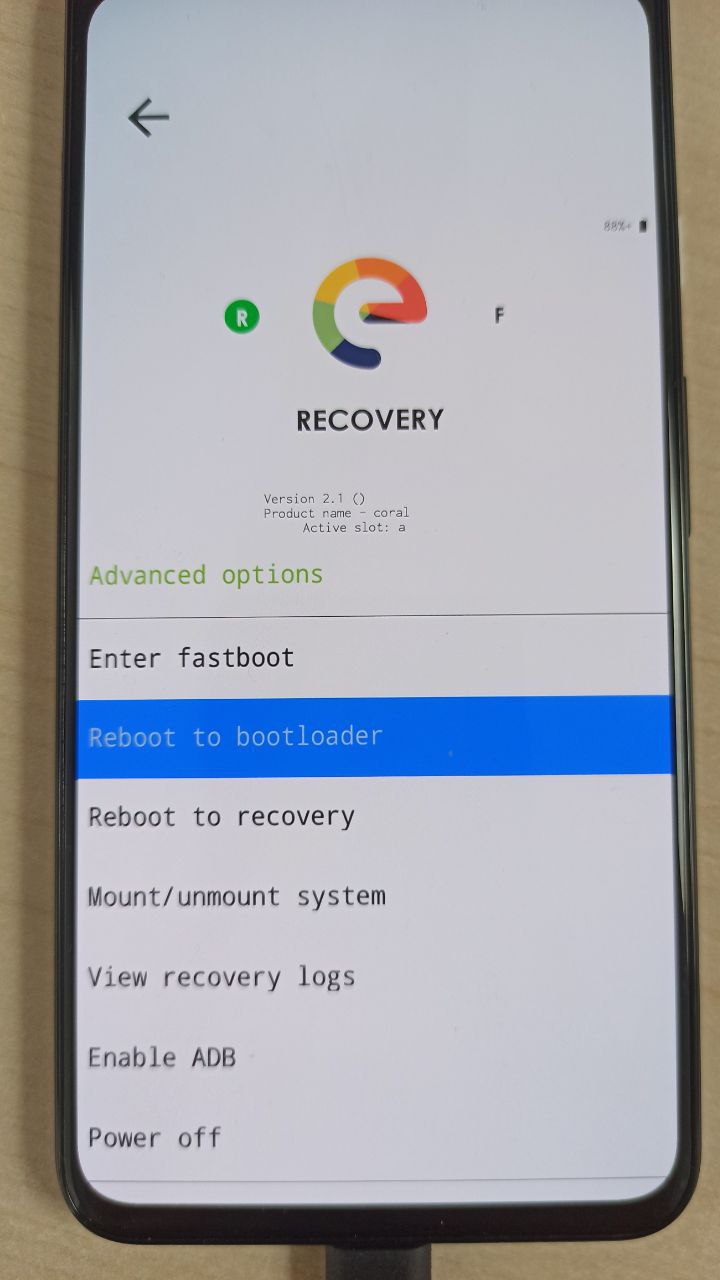 88%+
R
F
RECOVERY
Version 2.1 ()
Product name - coral
Active slot: a
Advanced options
Enter fastboot
Reboot to bootloader
Reboot to recovery
Mount/unmount system
View recovery logs
Enable ADB
Power off